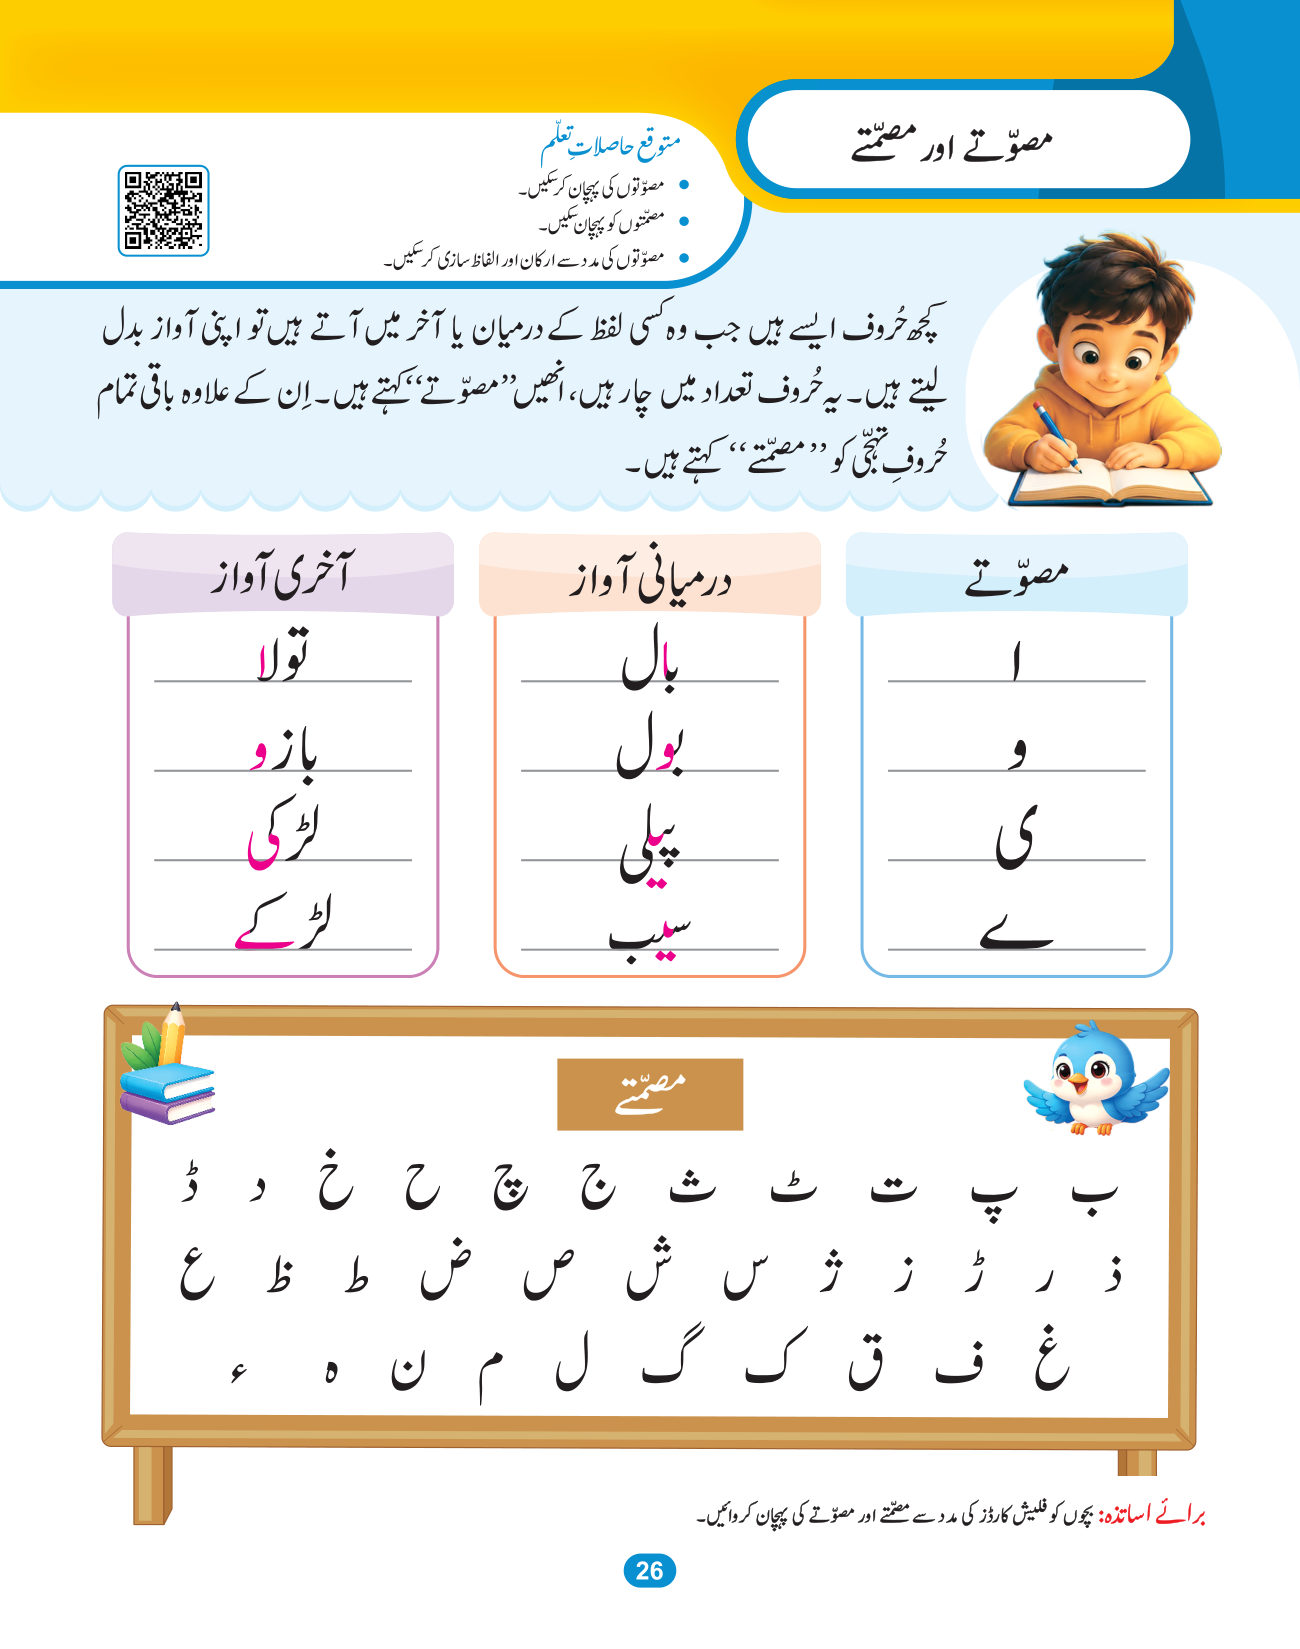 مصوّتے اور مصمّتے
متوقع حاصلاتِ تعلّم
• مصوّتوں کی پہچان کرسکیں۔
• مصمّتوں کو پہچان سکیں۔
• مصوّتوں کی مدد سے ارکان اور الفاظ سازی کرسکیں۔
کچھ حُروف ایسے ہیں جب وہ کسی لفظ کے درمیان یا آخر میں آتے ہیں تو اپنی آواز بدل
لیتے ہیں۔ یہ حُروف تعداد میں چار ہیں، انھیں ”مصوّتے“ کہتے ہیں۔ اِن کے علاوہ باقی تمام
حُروفِ تہجّی کو ”مصمّتے“ کہتے ہیں۔
مصوّتے درمیانی آواز آخری آواز
ا بال تولا
و بول بازو
ی پیلی لڑکی
ے سیب لڑکے
مصمّتے
ب پ ت ٹ ث ج چ ح خ د ڈ
ذ ر ڑ ز ژ س ش ص ض ط ظ ع
غ ف ق ک گ ل م ن ہ ء
برائے اساتذہ: بچوں کو فلیش کارڈز کی مدد سے مصمّتے اور مصوّتے کی پہچان کروائیں۔
26